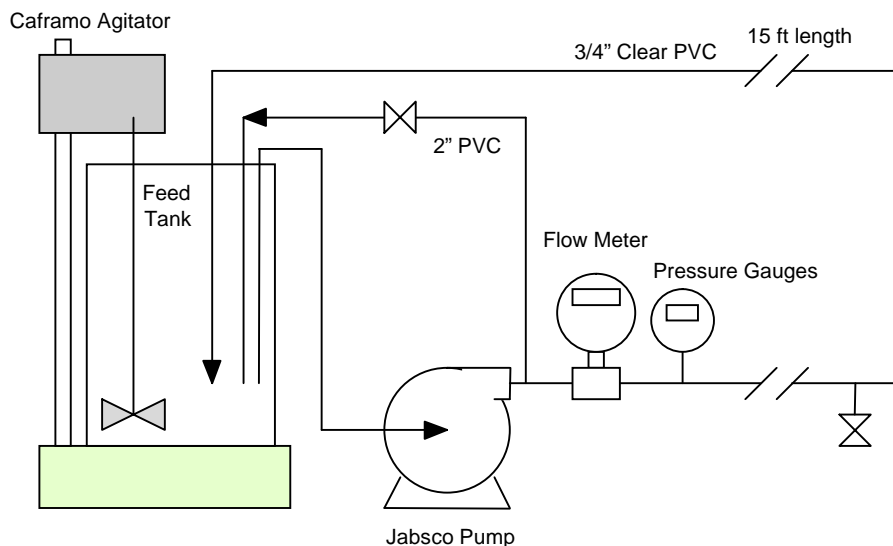 Caframo Agitator
15 ft length
3/4” Clear PVC
2” PVC
Feed
Tank
Flow Meter
Pressure Gauges
Jabsco Pump